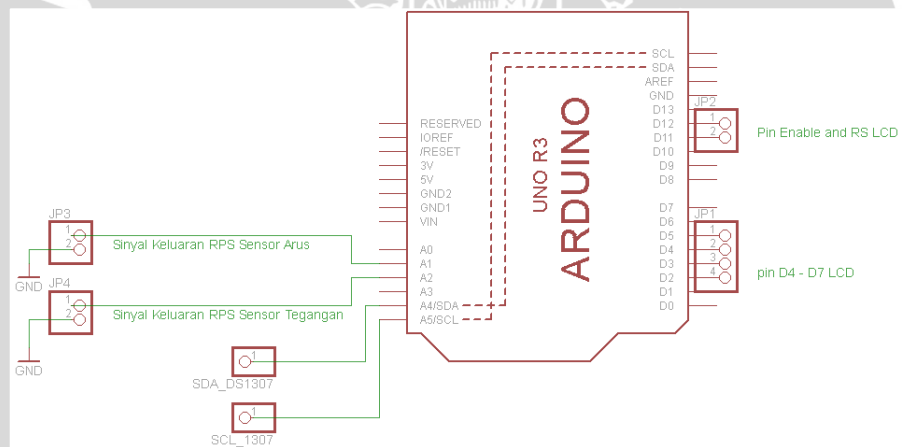 SCL
SDA
AREF
GND
D13
D12
D11
D10
D9
D8
D7
D6
D5
D4
D3
D2
D1
D0
RESERVED
IOREF
/RESET
3V
5V
GND2
GND1
VIN
A0
A1
A2
A3
A4/SDA
A5/SCL
UNO R3
ARDUINO
JP2
1
2
Pin Enable and RS LCD
JP1
1
2
3
4
pin D4 - D7 LCD
JP3
1
2
Sinyal Keluaran RPS Sensor Arus
GND
JP4
1
2
Sinyal Keluaran RPS Sensor Tegangan
GND
1
SDA_DS1307
1
SCL_1307